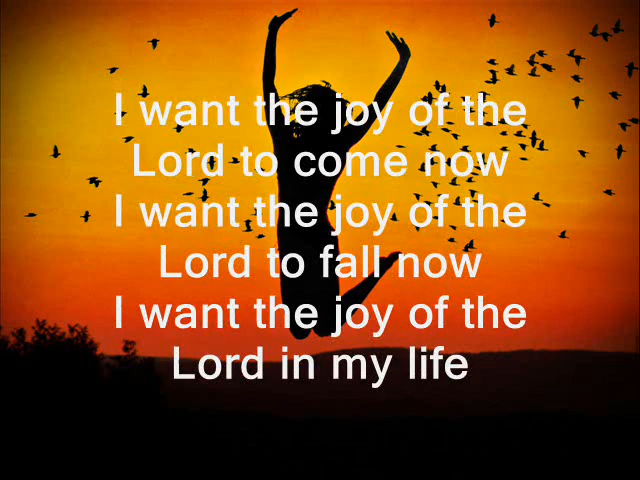 I want the joy of the
Lord to come now
I want the joy of the
Lord to fall now
I want the joy of the
Lord in my life